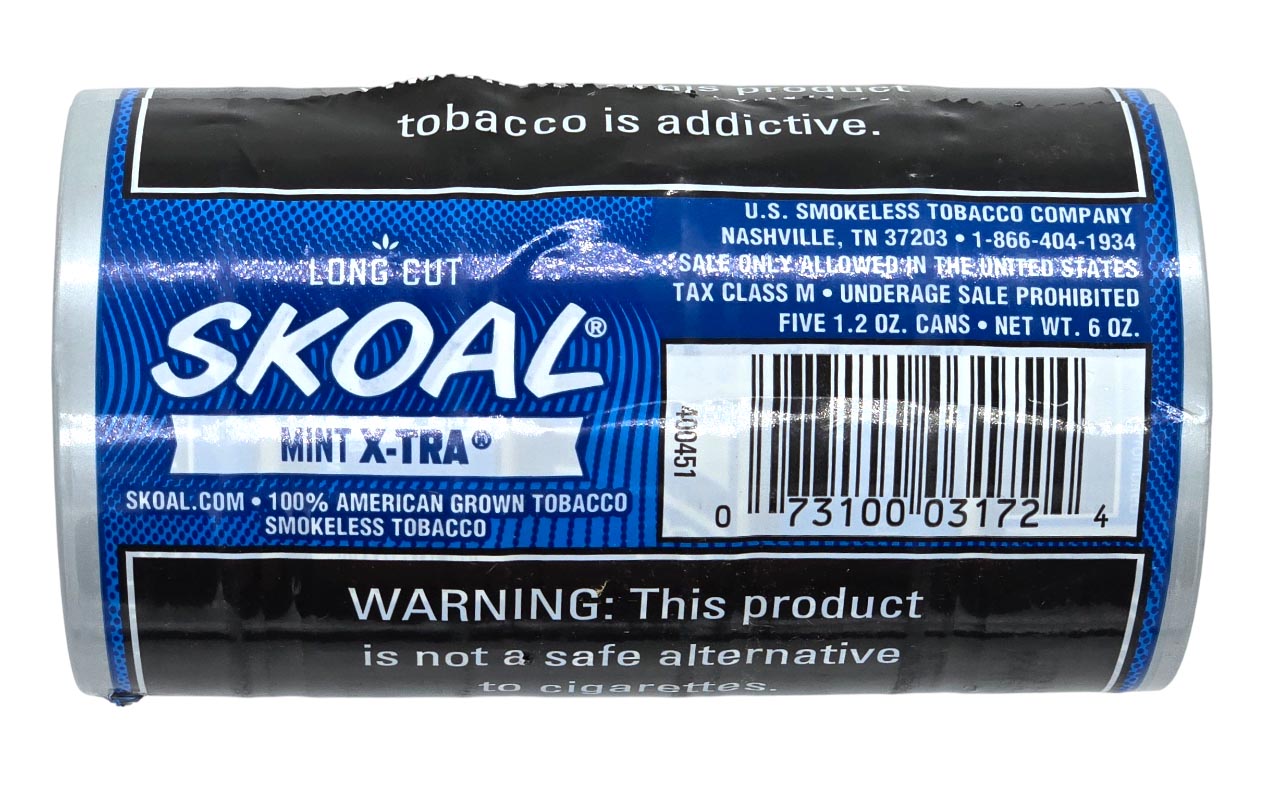 This product
tobacco is addictive.
LONG CUT
SKOAL®
MINT X-TRA®
SKOAL.COM • 100% AMERICAN GROWN TOBACCO
SMOKELESS TOBACCO
U.S. SMOKELESS TOBACCO COMPANY
NASHVILLE, TN 37203 • 1-866-404-1934
SALE ONLY ALLOWED IN THE UNITED STATES
TAX CLASS M • UNDERAGE SALE PROHIBITED
FIVE 1.2 OZ. CANS • NET WT. 6 OZ.
400451
0 73100 03172 4
WARNING: This product
is not a safe alternative
to cigarettes.